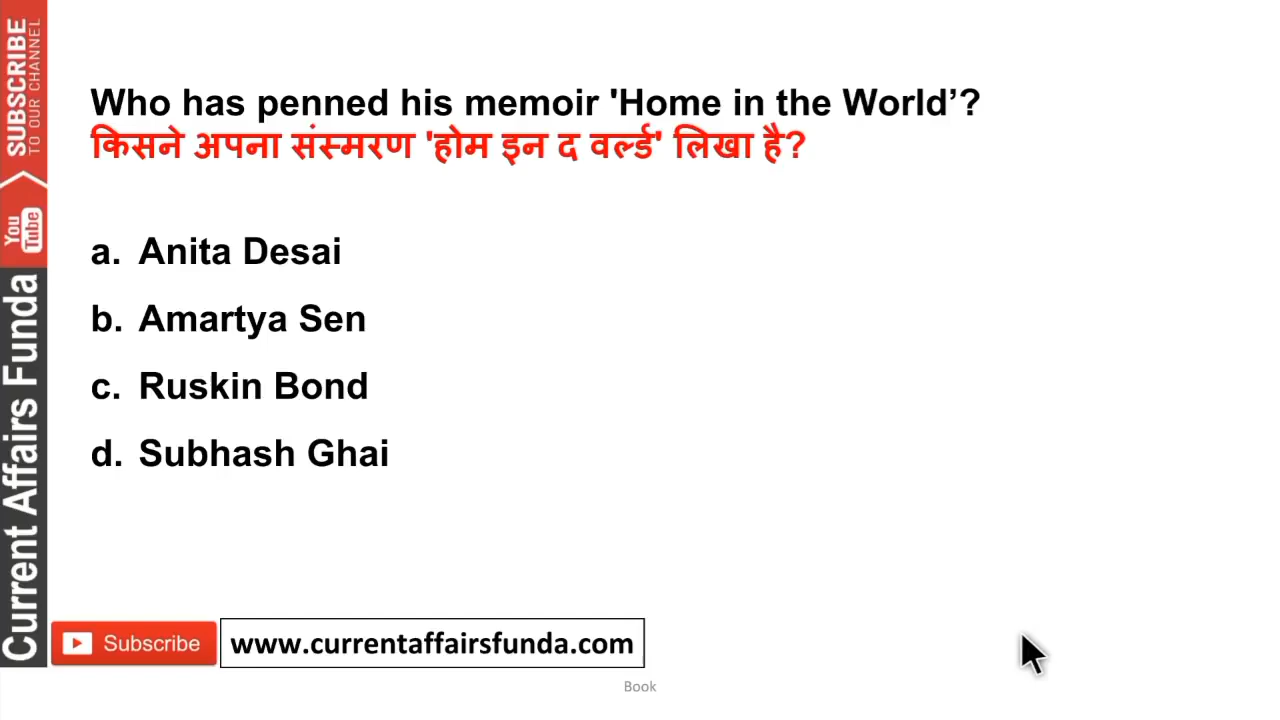 Who has penned his memoir 'Home in the World’?
किसने अपना संस्मरण 'होम इन द वर्ल्ड' लिखा है?
a. Anita Desai
b. Amartya Sen
c. Ruskin Bond
d. Subhash Ghai
SUBSCRIBE
TO OUR CHANNEL
You Tube
Current Affairs Funda
Subscribe
www.currentaffairsfunda.com
Book